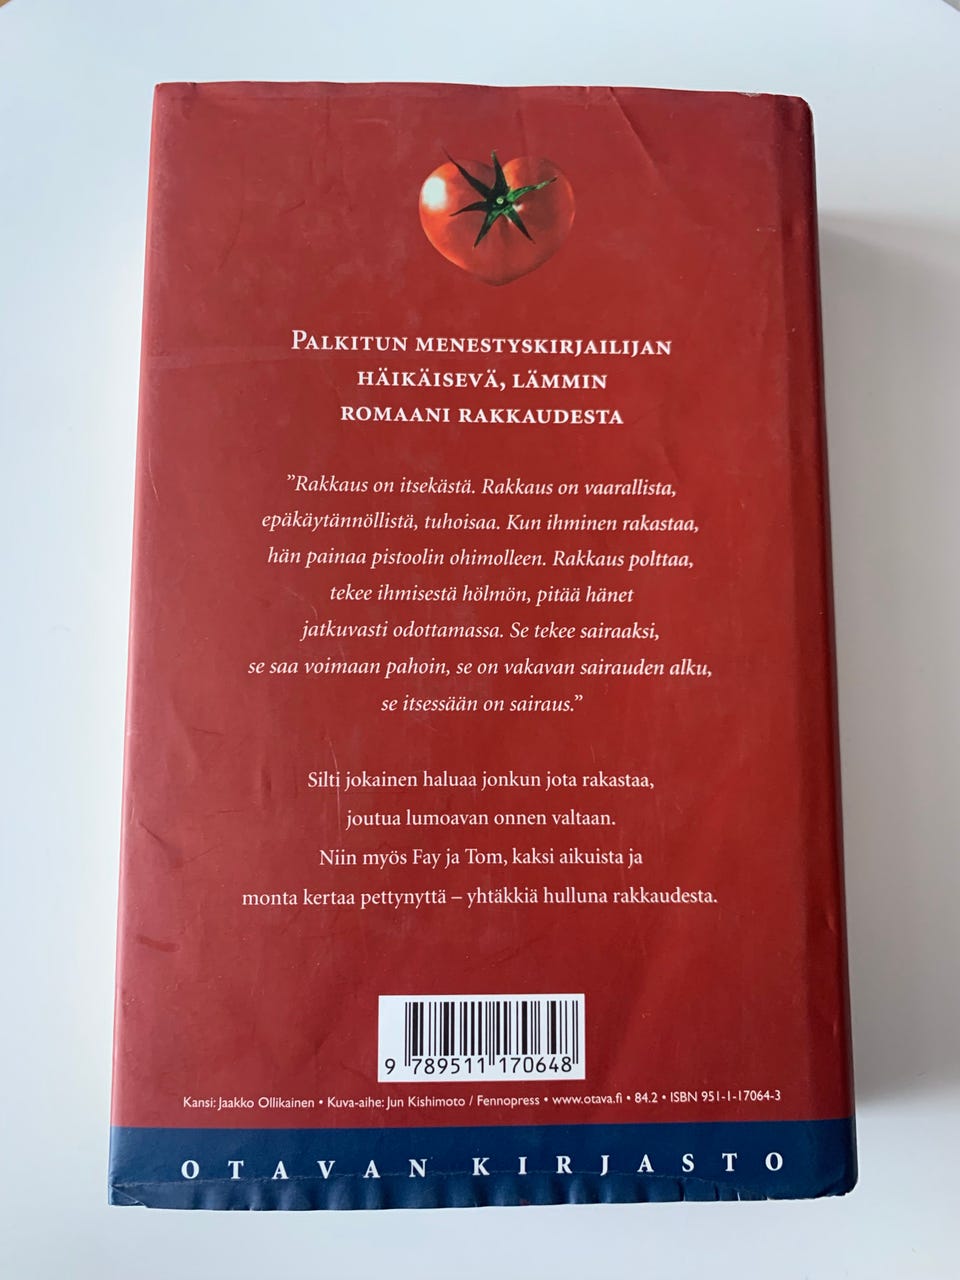 PALKITUN MENESTYSKIRJAILIJAN
HÄIKÄISEVÄ, LÄMMIN
ROMAANI RAKKAUDESTA
”Rakkaus on itsekästä. Rakkaus on vaarallista,
epäkäytännöllistä, tuhoisaa. Kun ihminen rakastaa,
hän painaa pistoolin ohimolleen. Rakkaus polttaa,
tekee ihmisestä hölmön, pitää hänet
jatkuvasti odottamassa. Se tekee sairaaksi,
se saa voimaan pahoin, se on vakavan sairauden alku,
se itsessään on sairaus.”
Silti jokainen haluaa jonkun jota rakastaa,
joutua lumoavan onnen valtaan.
Niin myös Fay ja Tom, kaksi aikuista ja
monta kertaa pettynyttä – yhtäkkiä hulluna rakkaudesta.
9 789511 170648
Kansi: Jaakko Ollikainen • Kuva-aihe: Jun Kishimoto / Fennopress • www.otava.fi • 84.2 • ISBN 951-1-17064-3
OTAVAN KIRJASTO